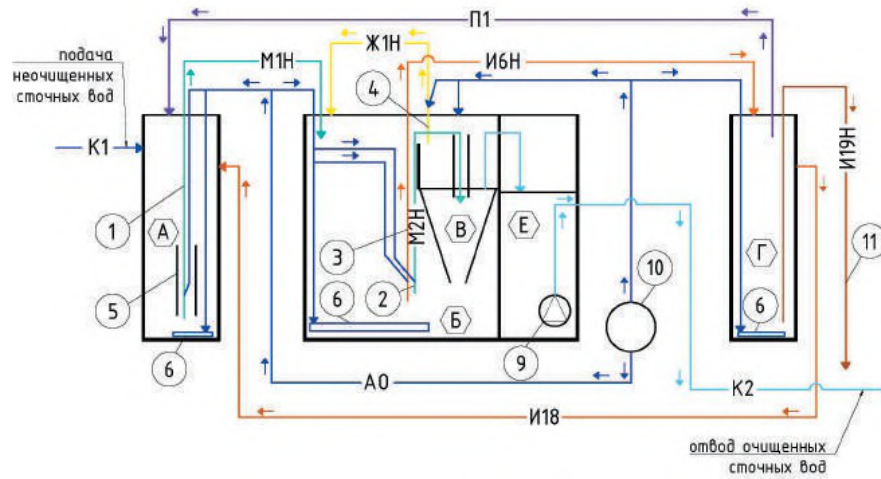 П1
подача
неочищенных
сточных вод
М1Н
Ж1Н
И6Н
4
К1
И19Н
1
А
3
М2Н
В
Е
10
Г
11
5
2
6
Б
6
6
9
А0
К2
И18
отвод очищенных
сточных вод